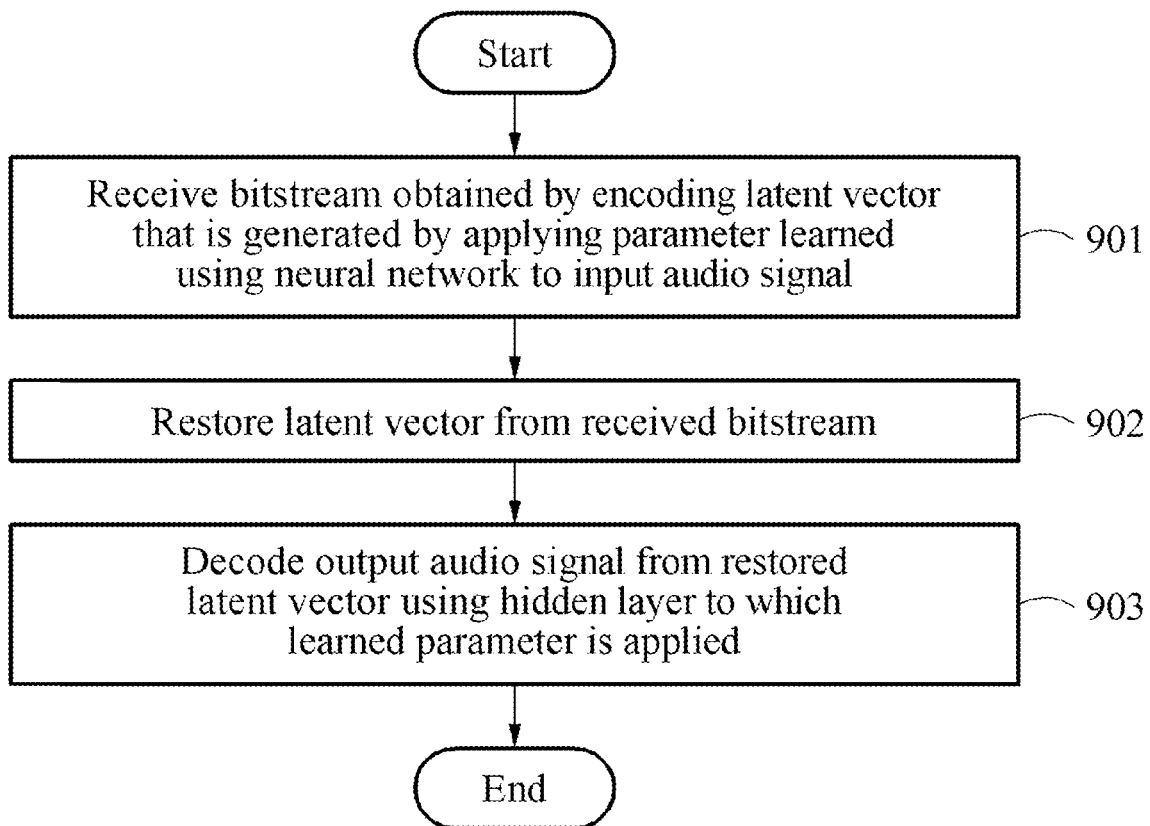 Start
Receive bitstream obtained by encoding latent vector
that is generated by applying parameter learned
using neural network to input audio signal
901
Restore latent vector from received bitstream
902
Decode output audio signal from restored
latent vector using hidden layer to which
learned parameter is applied
903
End